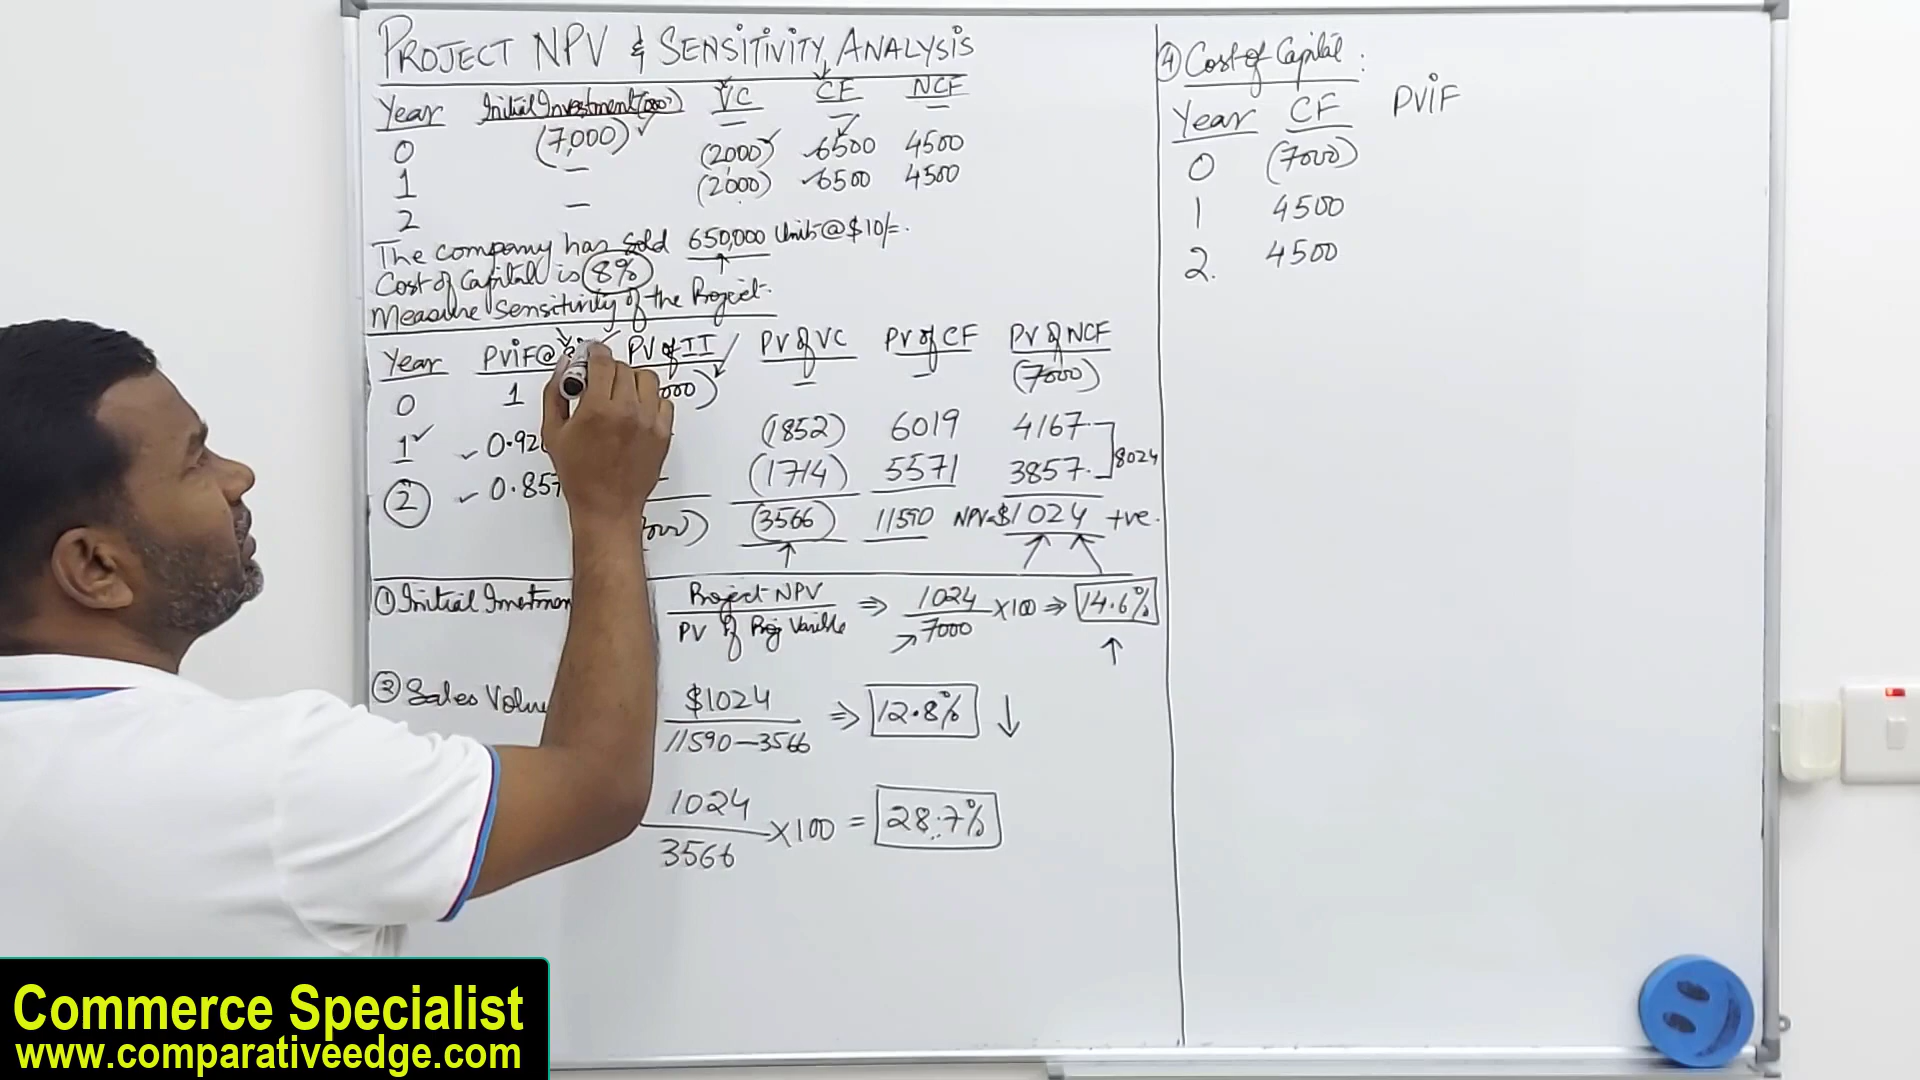 PROJECT NPV & SENSITIVITY ANALYSIS
Year Initial Investment (000') VC CF NCF
0 (7,000) – – –
1 – (2000) 6500 4500
2 – (2000) 6500 4500
The company has sold 650,000 Units @ $10/=.
Cost of Capital is 8%
Measure Sensitivity of the Project.
Year PViF@ PV of II PV of VC PV of CF PV of NCF
0 1 000) – – (7000)
1 0.92 (1852) 6019 4167
2 0.857 – (1714) 5571 3857 8024
(3566) 11590 NPV=$1024 +ve.
① Initial Investmen Project NPV ⇒ 1024 X100 ⇒ 14.6%
PV of Proj Variable 7000
② Sales Volu $1024 ⇒ 12.8% ↓
11590–3566
1024 X100 = 28.7%
3566
④ Cost of Capital :
Year CF PViF
0 (7000)
1 4500
2. 4500
Commerce Specialist
www.comparativeedge.com